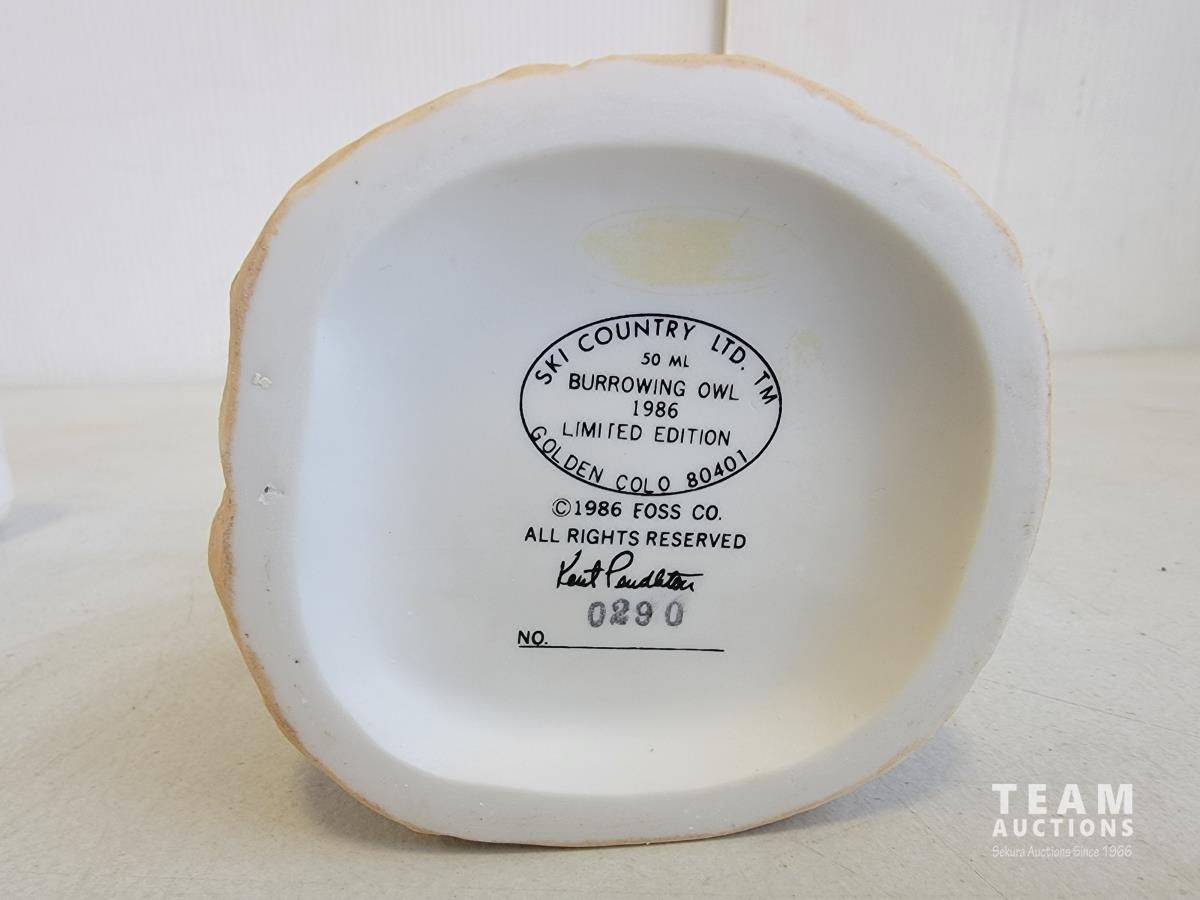 SKI COUNTRY LTD. TM
50 ML
BURROWING OWL
1986
LIMITED EDITION
GOLDEN COLO 80401
©1986 FOSS CO.
ALL RIGHTS RESERVED
Kent Pendleton
0290
NO.
TEAM
AUCTIONS
Sekura Auctions Since 1966